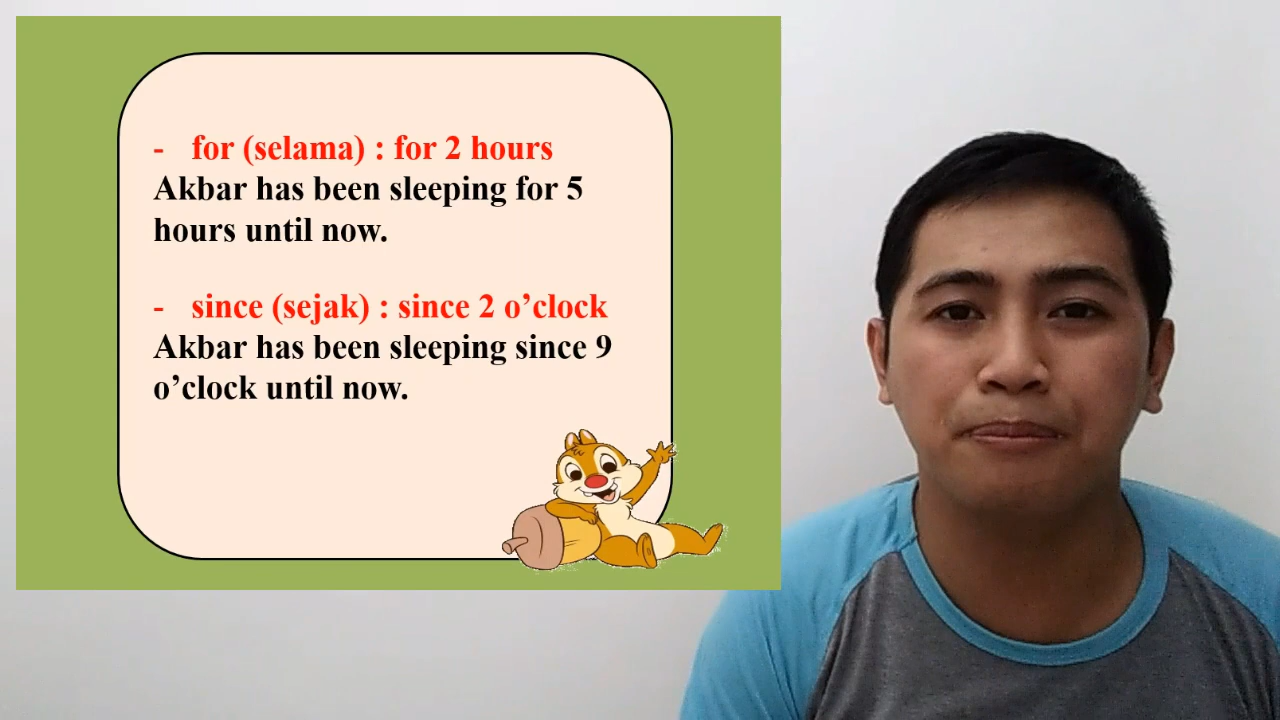 - for (selama) : for 2 hours
Akbar has been sleeping for 5
hours until now.
- since (sejak) : since 2 o’clock
Akbar has been sleeping since 9
o’clock until now.